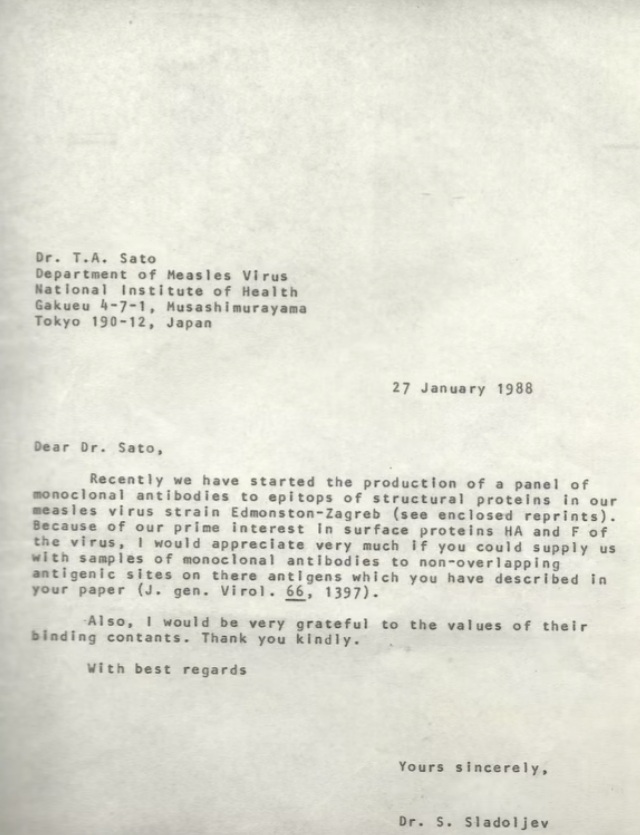 Dr. T.A. Sato
Department of Measles Virus
National Institute of Health
Gakueu 4-7-1, Musashimurayama
Tokyo 190-12, Japan
27 January 1988
Dear Dr. Sato,
Recently we have started the production of a panel of
monoclonal antibodies to epitops of structural proteins in our
measles virus strain Edmonston-Zagreb (see enclosed reprints).
Because of our prime interest in surface proteins HA and F of
the virus, I would appreciate very much if you could supply us
with samples of monoclonal antibodies to non-overlapping
antigenic sites on there antigens which you have described in
your paper (J. gen. Virol. 66, 1397).
Also, I would be very grateful to the values of their
binding contants. Thank you kindly.
With best regards
Yours sincerely,
Dr. S. Sladoljev